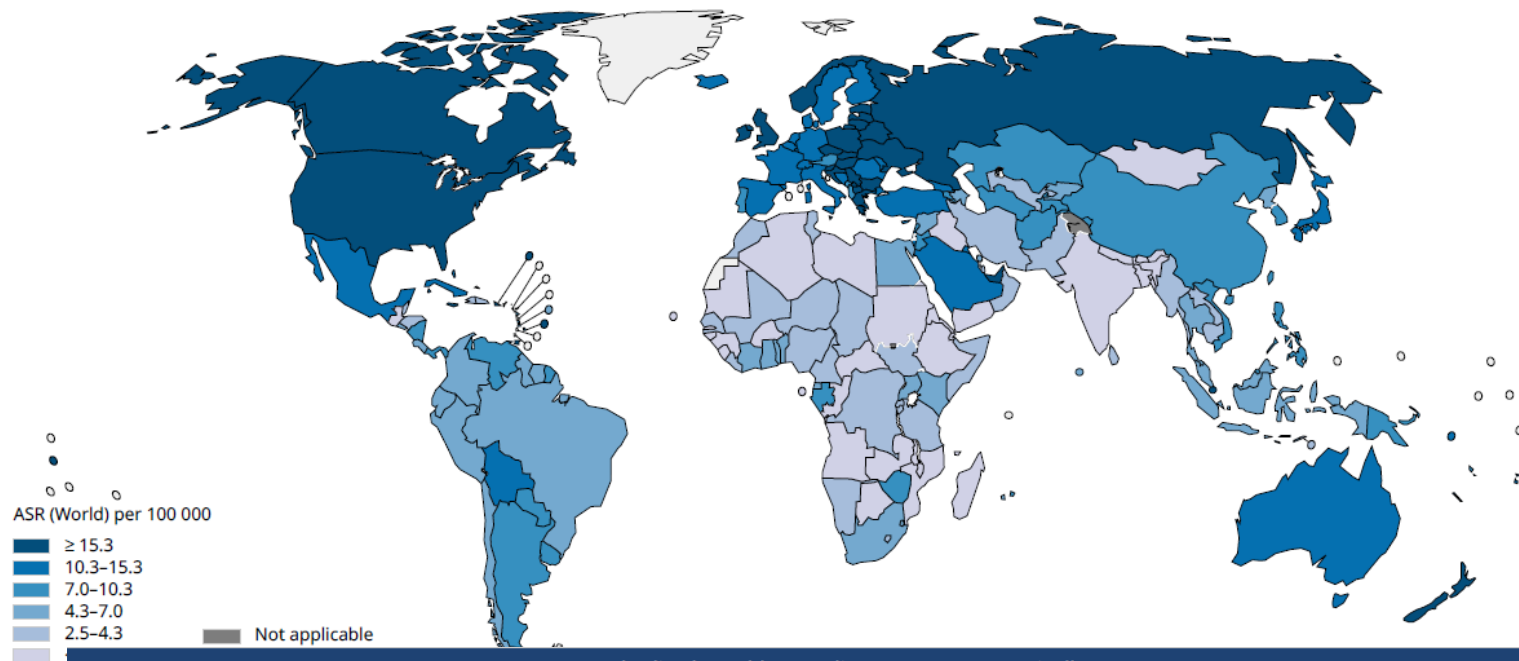 ASR (World) per 100 000
≥ 15.3
10.3–15.3
7.0–10.3
4.3–7.0
2.5–4.3
Not applicable